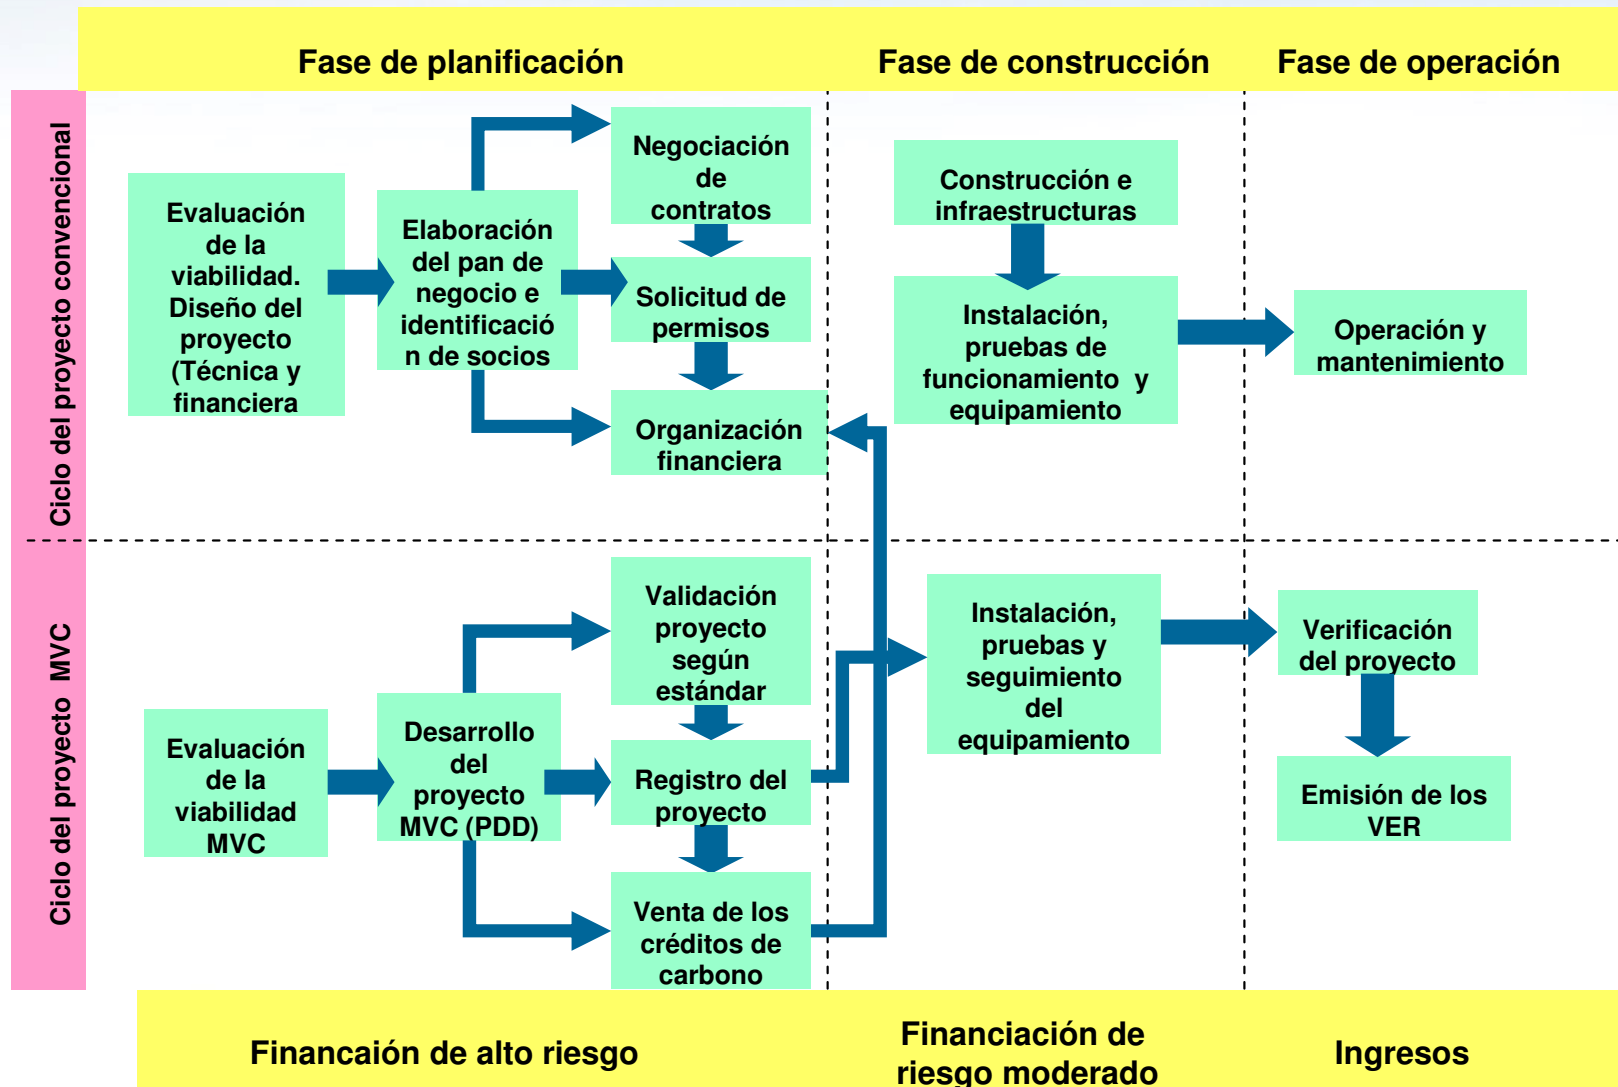 Fase de planificación
Fase de construcción
Fase de operación
Ciclo del proyecto convencional
Evaluación
de la
viabilidad.
Diseño del
proyecto
(Técnica y
financiera
Elaboración
del pan de
negocio e
identificació
n de socios
Negociación
de
contratos
Solicitud de
permisos
Organización
financiera
Construcción e
infraestructuras
Instalación,
pruebas de
funcionamiento y
equipamiento
Operación y
mantenimiento
Ciclo del proyecto MVC
Evaluación
de la
viabilidad
MVC
Desarrollo
del
proyecto
MVC (PDD)
Validación
proyecto
según
estándar
Registro del
proyecto
Venta de los
créditos de
carbono
Instalación,
pruebas y
seguimiento
del
equipamiento
Verificación
del proyecto
Emisión de los
VER
Financaión de alto riesgo
Financiación de
riesgo moderado
Ingresos